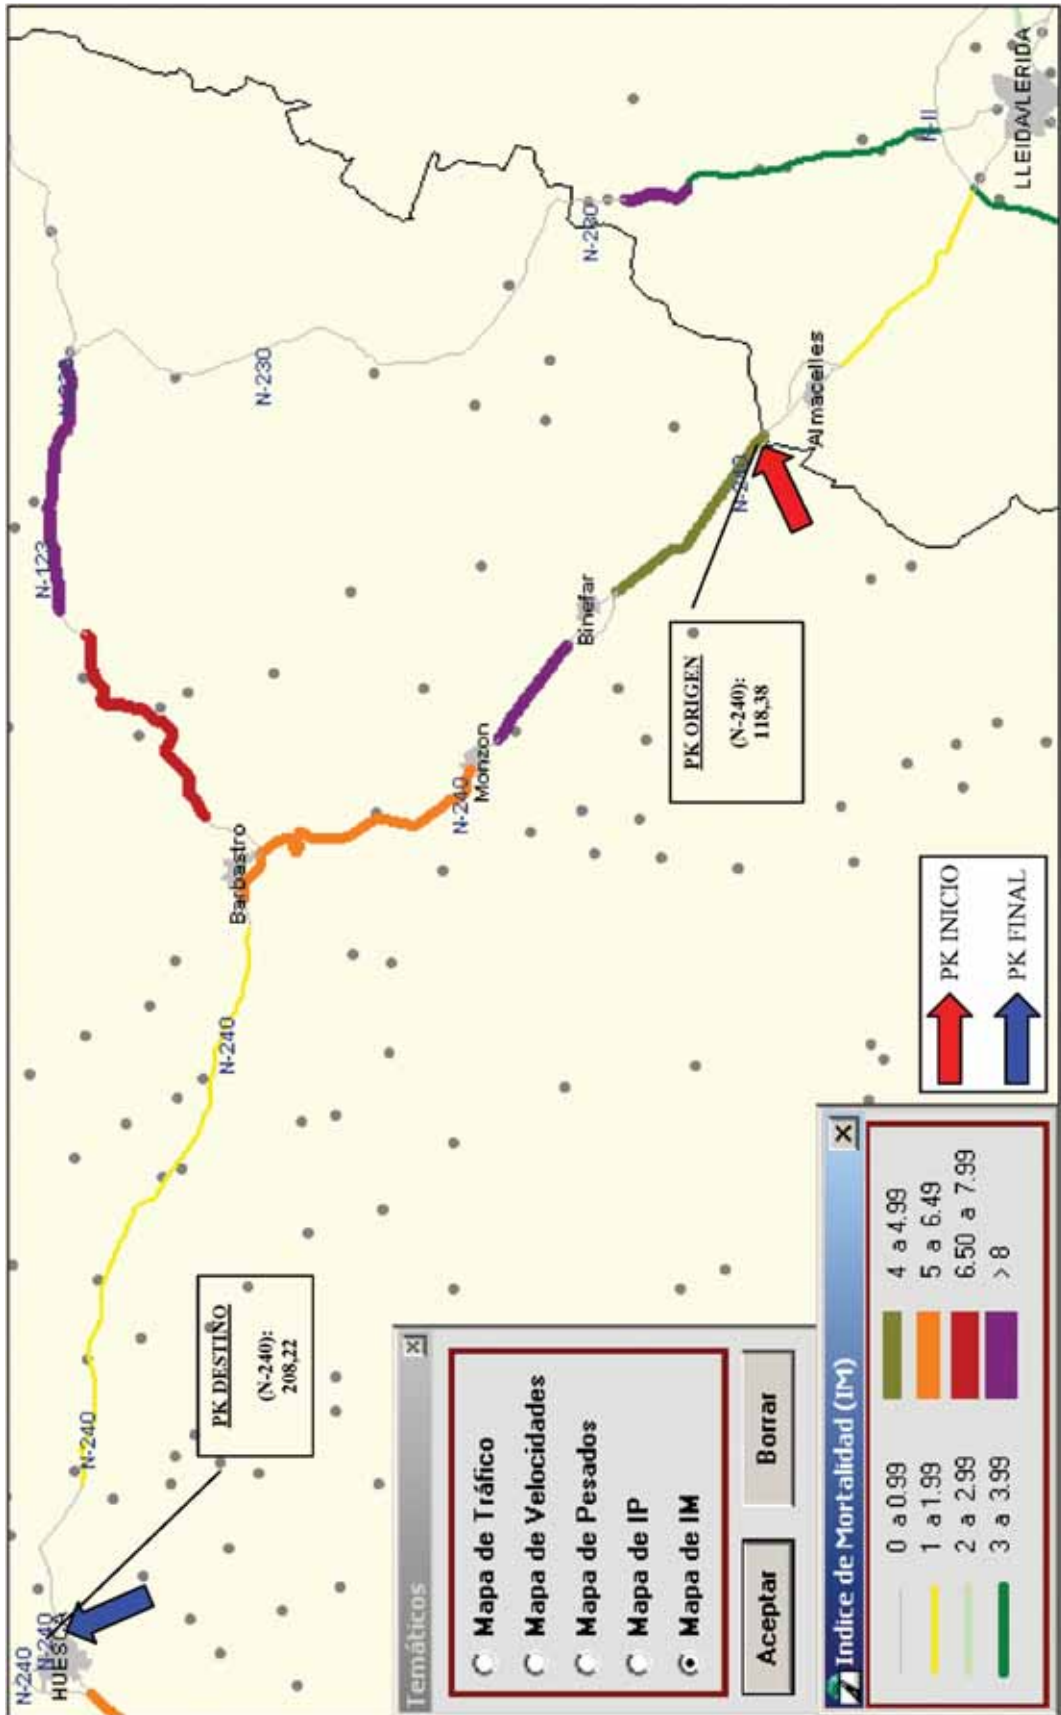 N-240
N-240
HUESCA
N-240
N-240
Barbastro
N-123
N-230
N-240
Monzon
Binefar
N-240
Almacelles
N-230
N-II
LLEIDA/LERIDA
PK DESTINO
(N-240):
208,22
PK ORIGEN
(N-240):
118,38
PK INICIO
PK FINAL
Temáticos
Mapa de Tráfico
Mapa de Velocidades
Mapa de Pesados
Mapa de IP
Mapa de IM
Aceptar
Borrar
Indice de Mortalidad (IM)
0 a 0.99
1 a 1.99
2 a 2.99
3 a 3.99
4 a 4.99
5 a 6.49
6.50 a 7.99
> 8